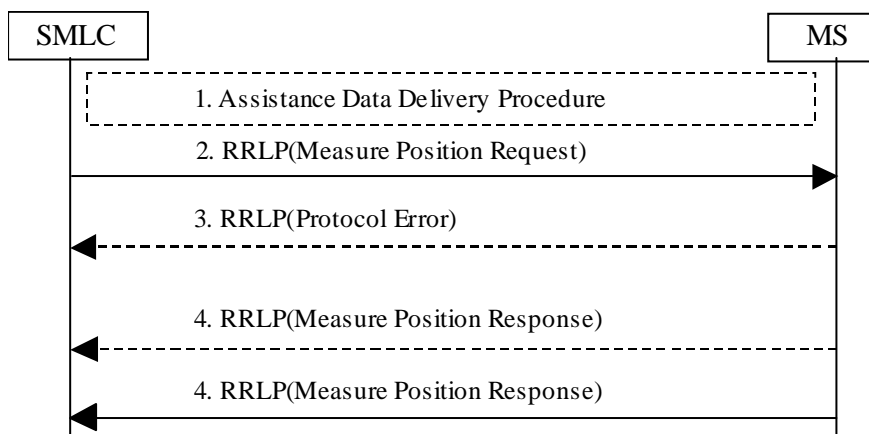 SMLC
MS
1. Assistance Data Delivery Procedure
2. RRLP(Measure Position Request)
3. RRLP(Protocol Error)
4. RRLP(Measure Position Response)
4. RRLP(Measure Position Response)